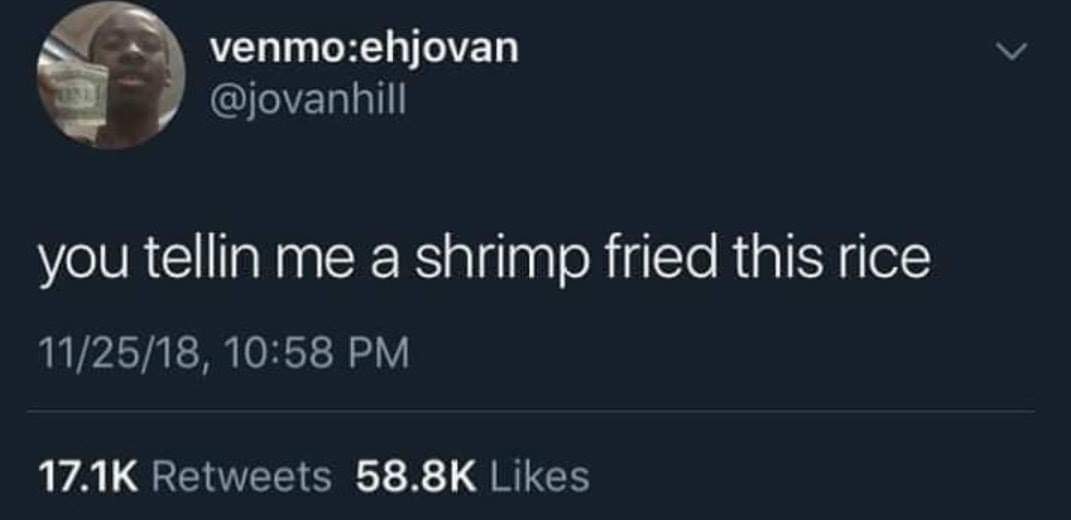 venmo:ehjovan
@jovanhill
you tellin me a shrimp fried this rice
11/25/18, 10:58 PM
17.1K Retweets 58.8K Likes